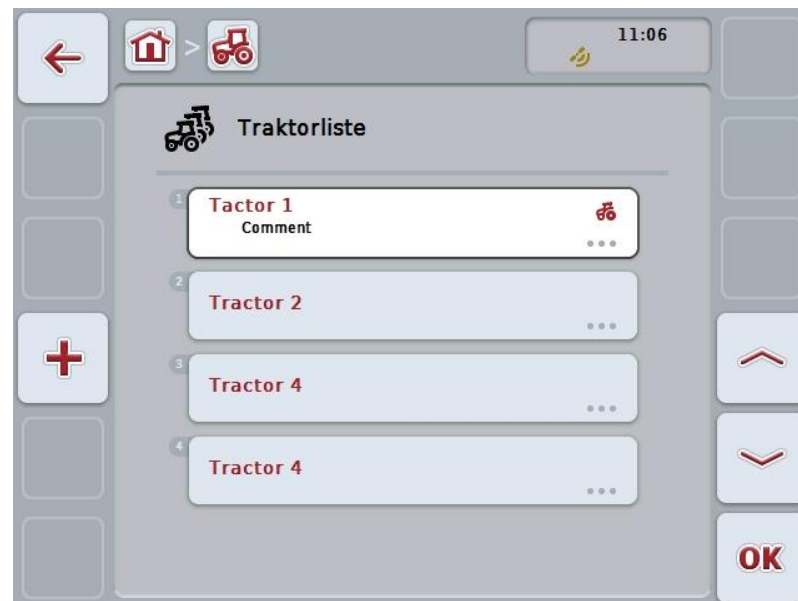 11:06
Traktorliste
1
Tactor 1
Comment
2
Tractor 2
3
Tractor 4
4
Tractor 4
OK